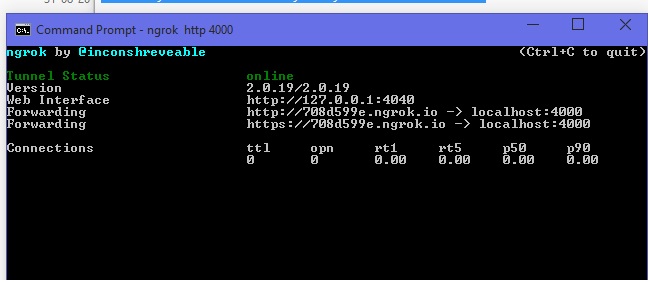 Command Prompt - ngrok  http 4000
ngrok by @inconshreveable (Ctrl+C to quit)
Tunnel Status online
Version 2.0.19/2.0.19
Web Interface http://127.0.0.1:4040
Forwarding http://708d599e.ngrok.io -> localhost:4000
Forwarding https://708d599e.ngrok.io -> localhost:4000
Connections ttl opn rt1 rt5 p50 p90
0 0 0.00 0.00 0.00 0.00